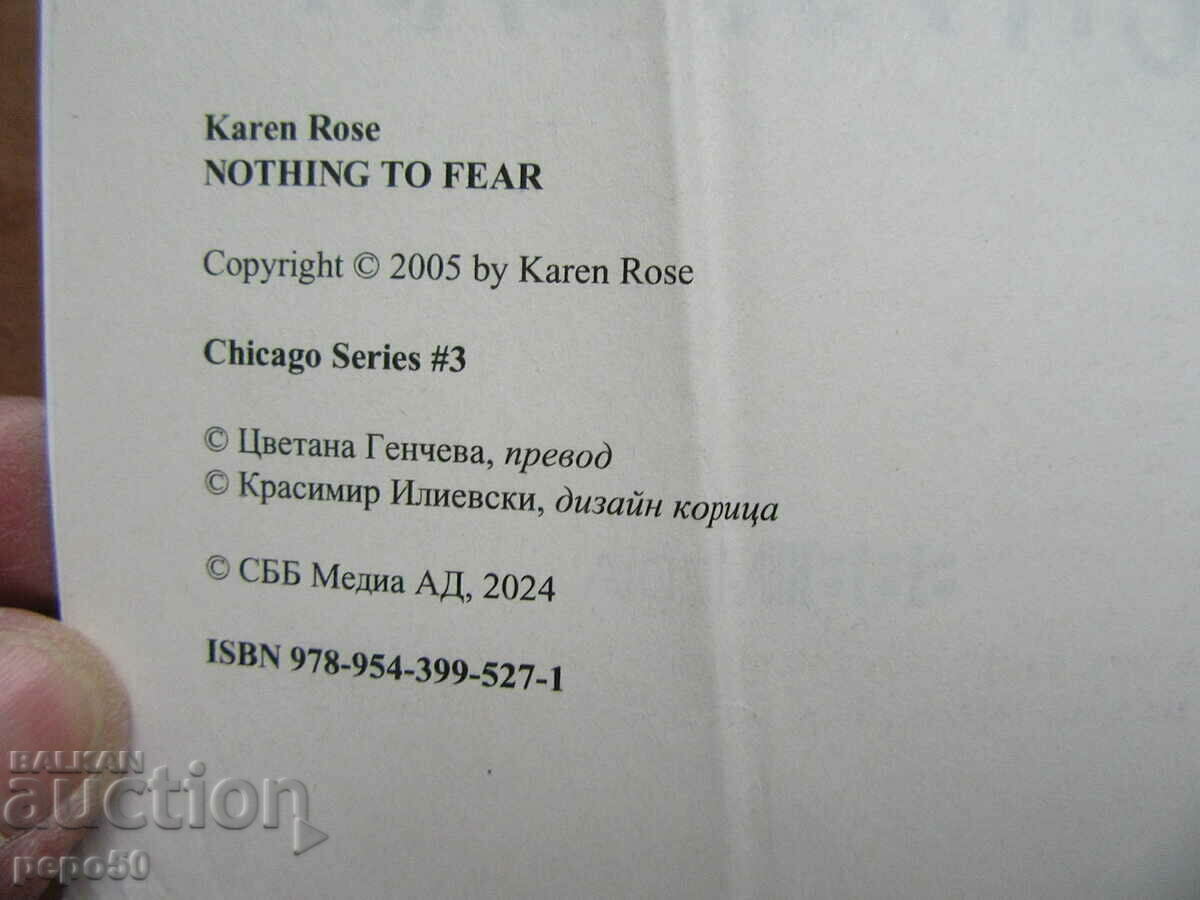 Karen Rose
NOTHING TO FEAR
Copyright © 2005 by Karen Rose
Chicago Series #3
© Цветана Генчева, превод
© Красимир Илиевски, дизайн корица
© СББ Медиа АД, 2024
ISBN 978-954-399-527-1
BALKAN
auction
pepo50